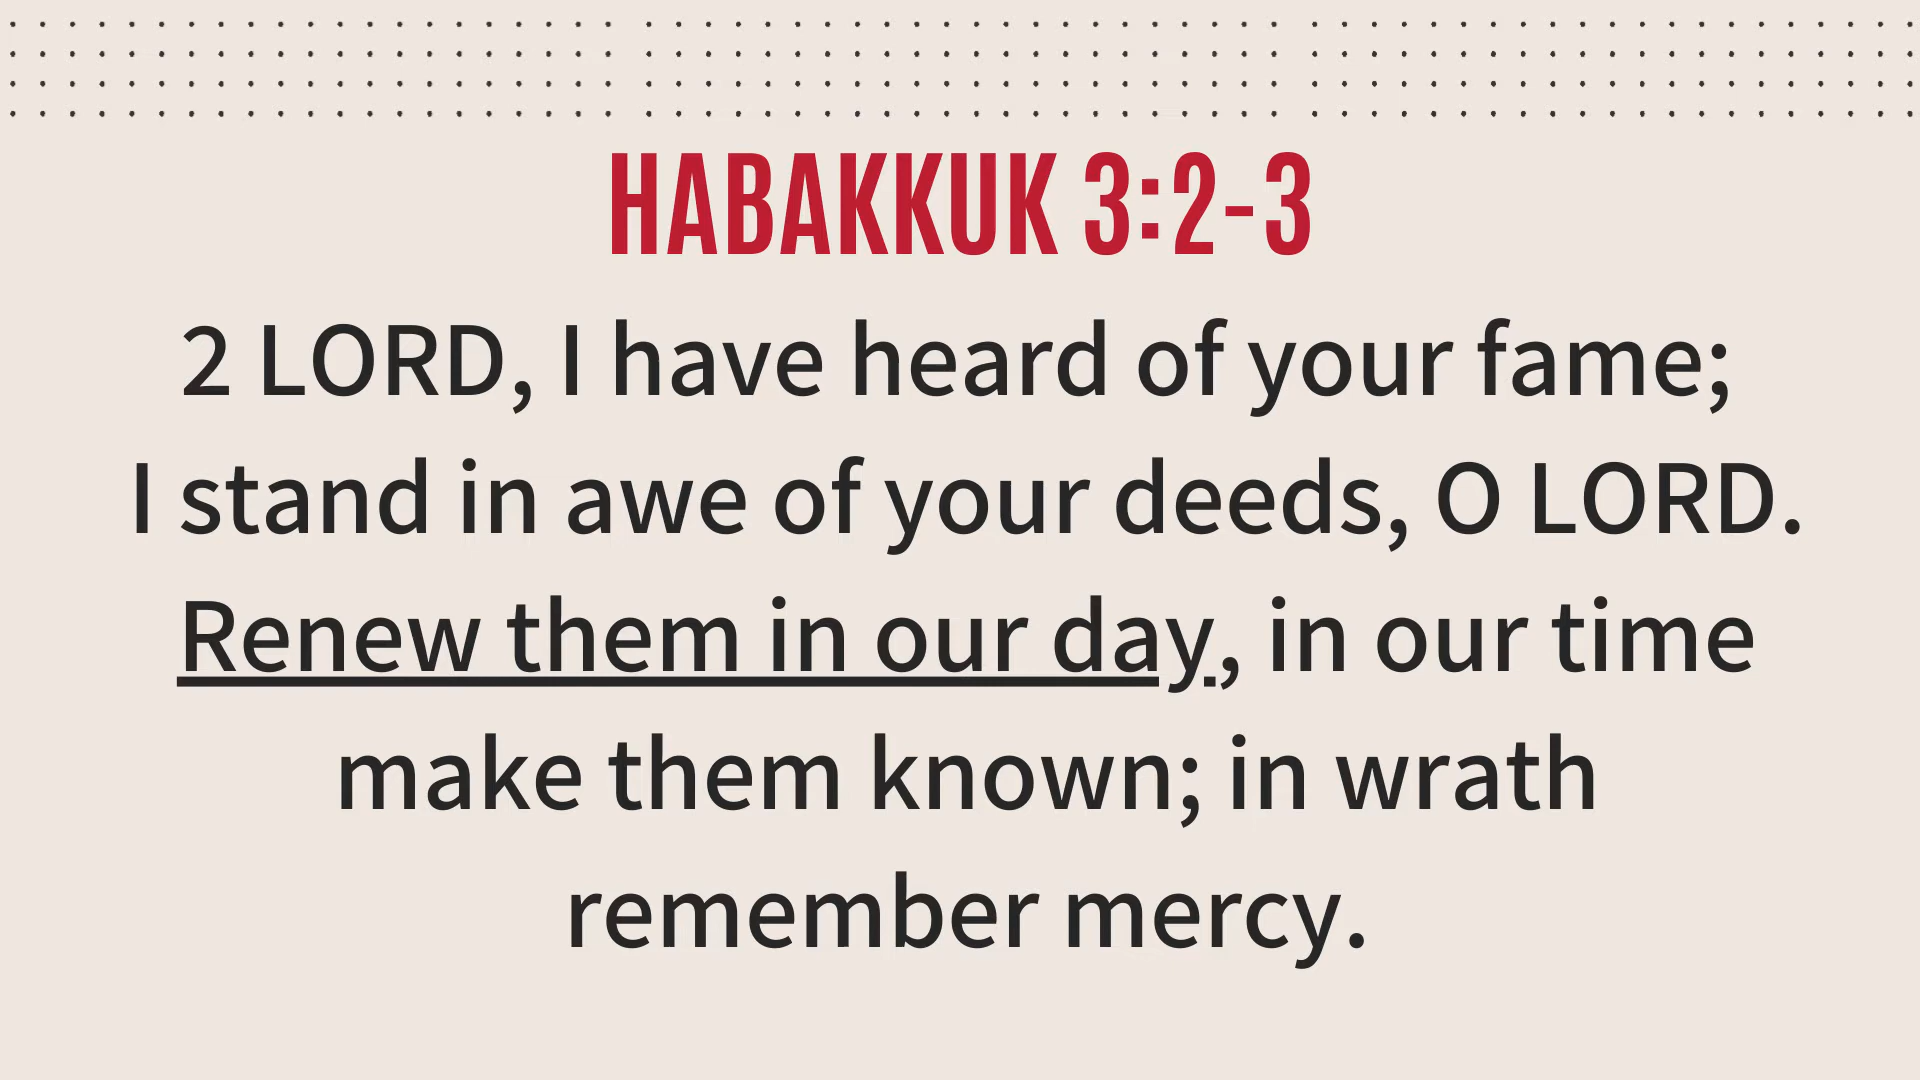 HABAKKUK 3:2-3
2 LORD, I have heard of your fame;
I stand in awe of your deeds, O LORD.
Renew them in our day, in our time
make them known; in wrath
remember mercy.